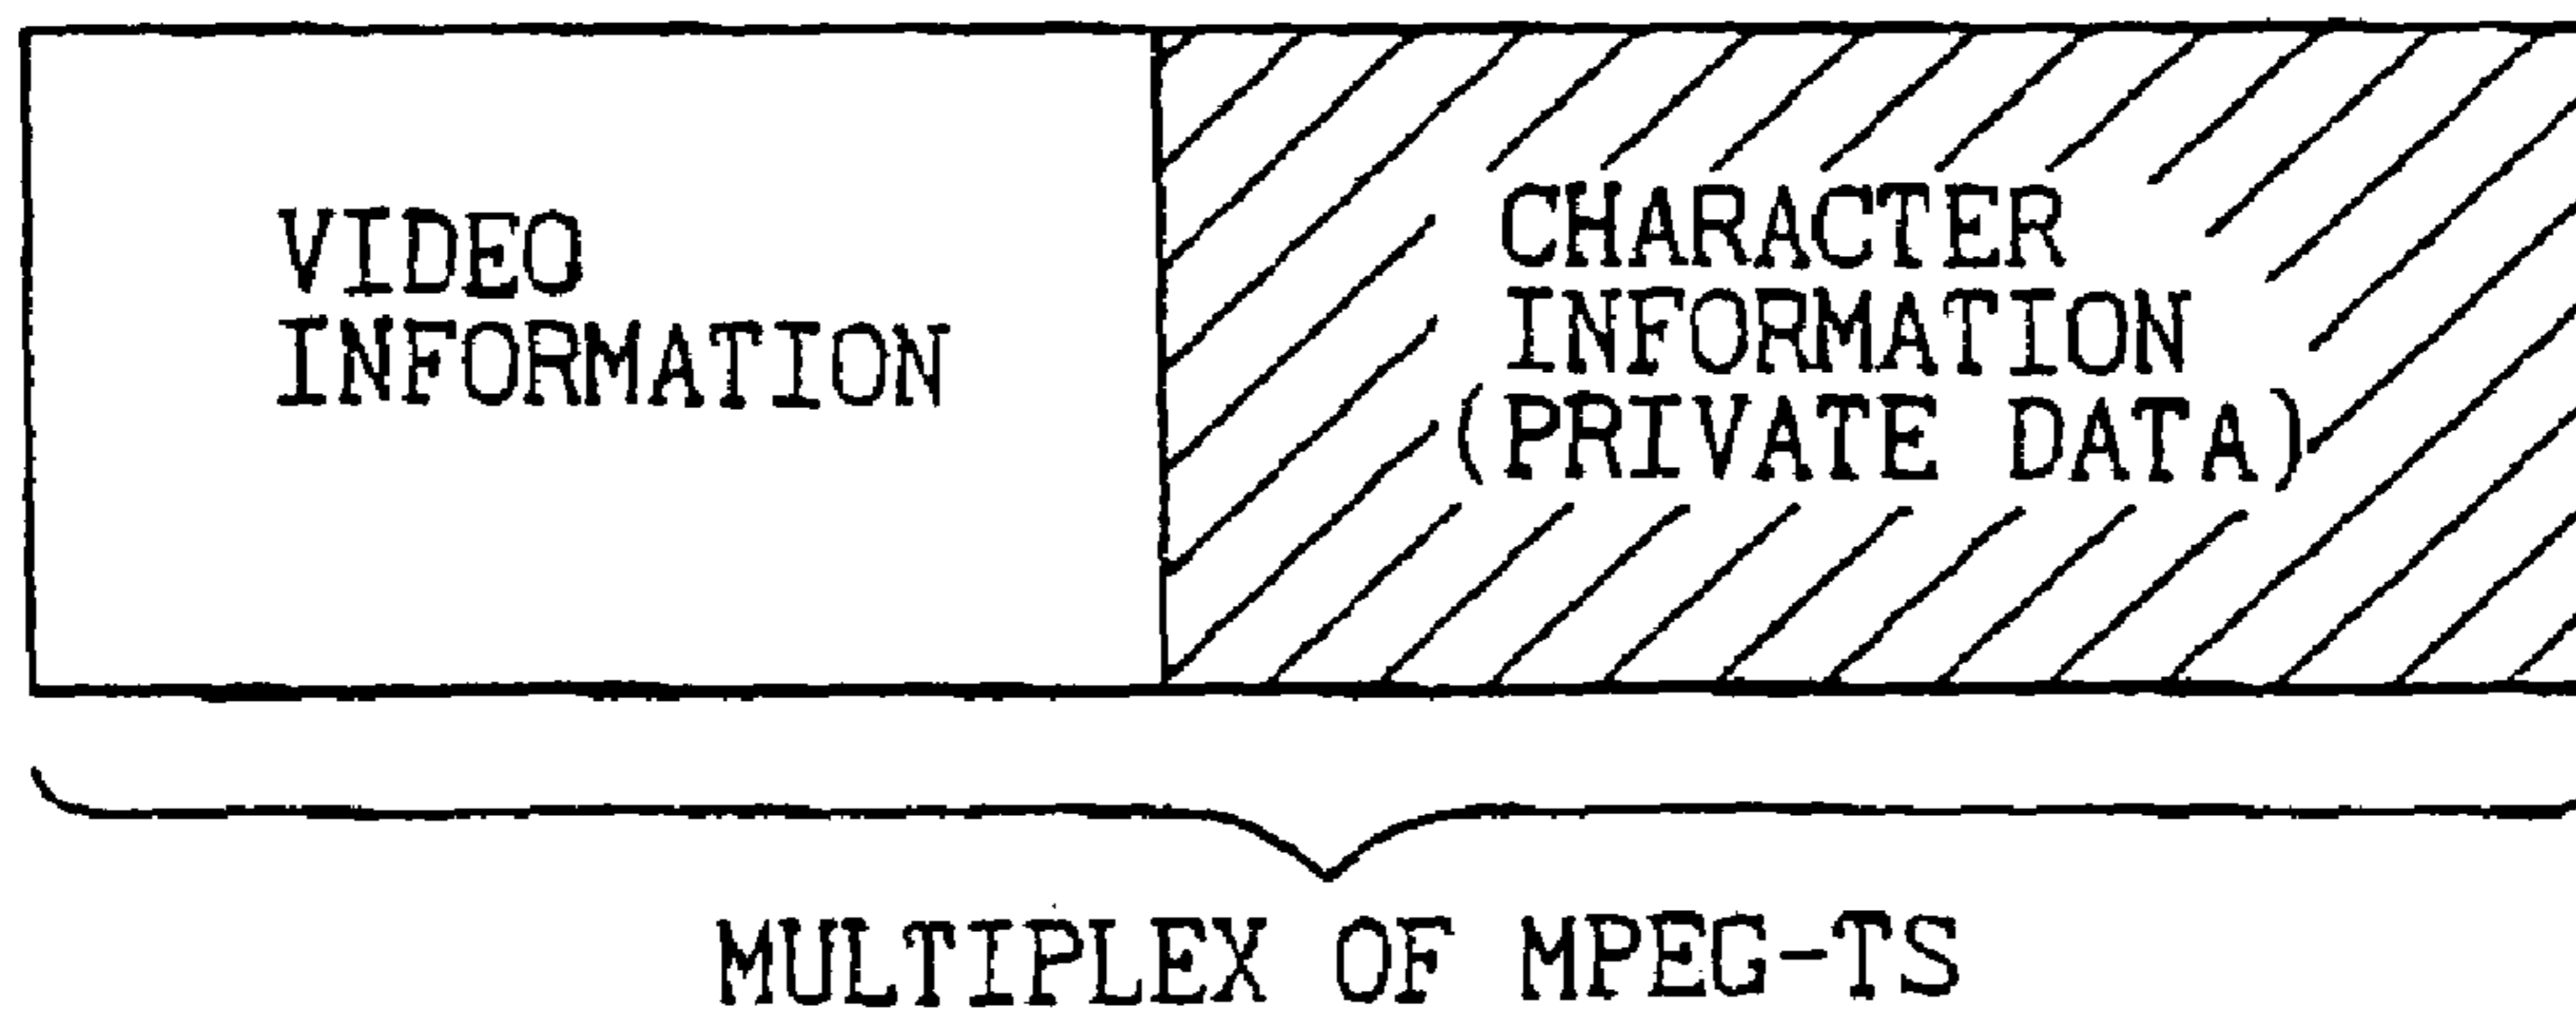 VIDEO
INFORMATION
CHARACTER
INFORMATION
(PRIVATE DATA)
MULTIPLEX OF MPEG-TS